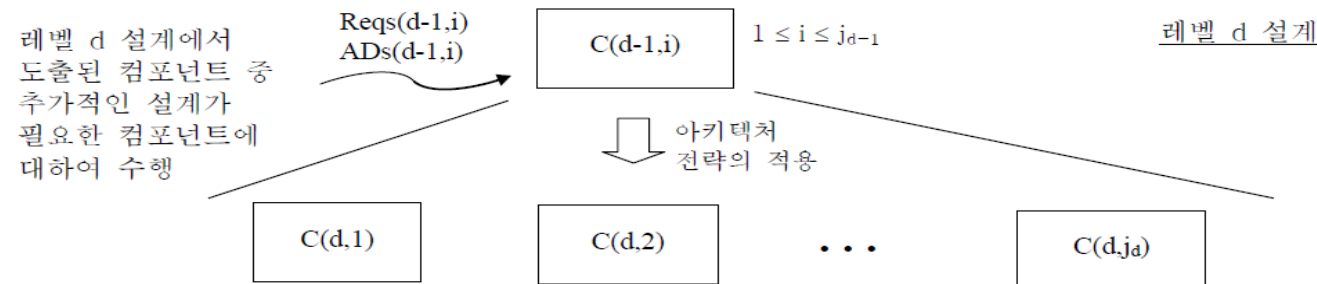 레벨 d 설계에서
도출된 컴포넌트 중
추가적인 설계가
필요한 컴포넌트에
대하여 수행
Reqs(d-1,i)
ADs(d-1,i)
C(d-1,i)
1 ≤ i ≤ jd-1
레벨 d 설계
아키텍처
전략의 적용
C(d,1)
C(d,2)
• • •
C(d,jd)